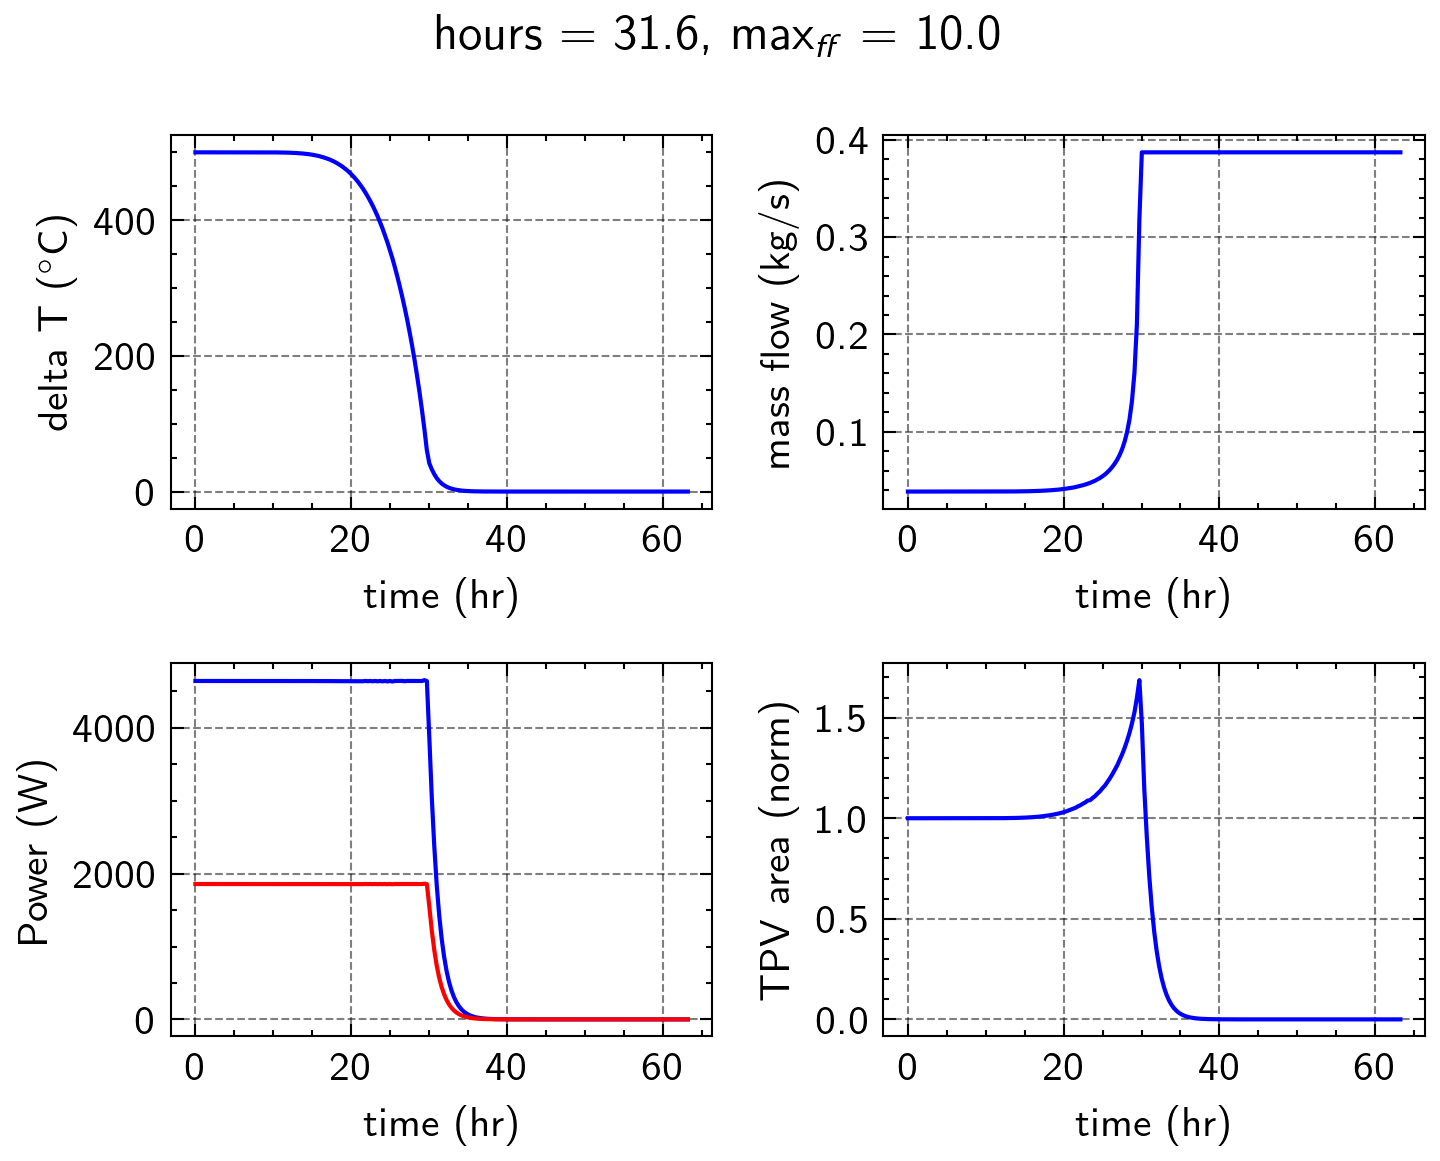 hours = 31.6, max_ff = 10.0
delta T (°C)
400
200
0
0 20 40 60
time (hr)
mass flow (kg/s)
0.4
0.3
0.2
0.1
0 20 40 60
time (hr)
Power (W)
4000
2000
0
0 20 40 60
time (hr)
TPV area (norm)
1.5
1.0
0.5
0.0
0 20 40 60
time (hr)